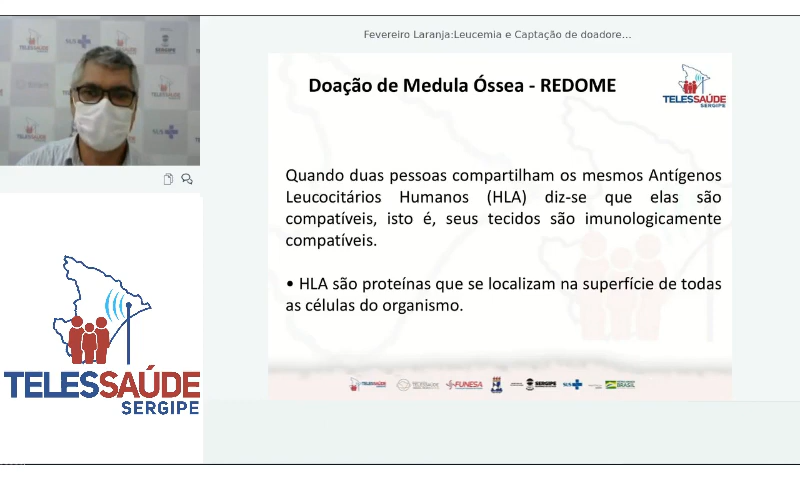 Fevereiro Laranja:Leucemia e Captação de doadore...
Doação de Medula Óssea - REDOME
TELESSAÚDE
SERGIPE
Quando duas pessoas compartilham os mesmos Antígenos
Leucocitários Humanos (HLA) diz-se que elas são
compatíveis, isto é, seus tecidos são imunologicamente
compatíveis.
• HLA são proteínas que se localizam na superfície de todas
as células do organismo.
TELESSAÚDE
SERGIPE
FUNESA
SERGIPE
SUS
BRASIL